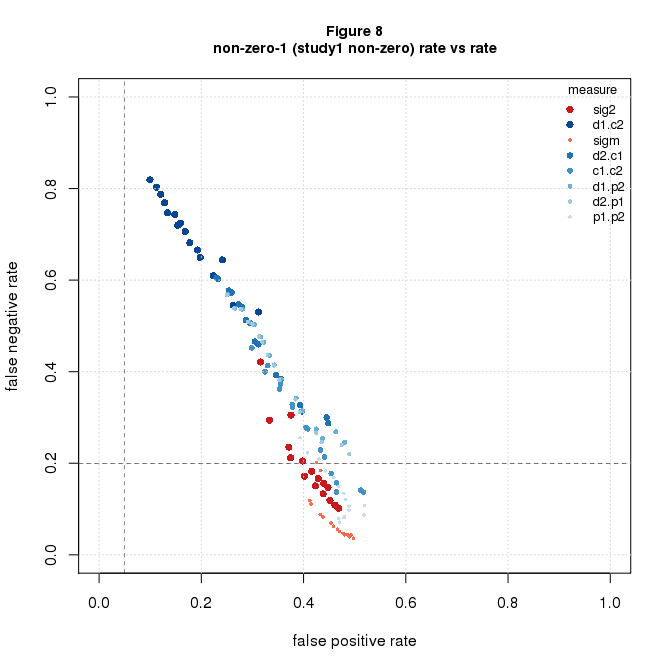 Figure 8
non-zero-1 (study1 non-zero) rate vs rate
measure
sig2
d1.c2
sigm
d2.c1
c1.c2
d1.p2
d2.p1
p1.p2
1.0
0.8
0.6
0.4
0.2
0.0
false negative rate
0.0 0.2 0.4 0.6 0.8 1.0
false positive rate